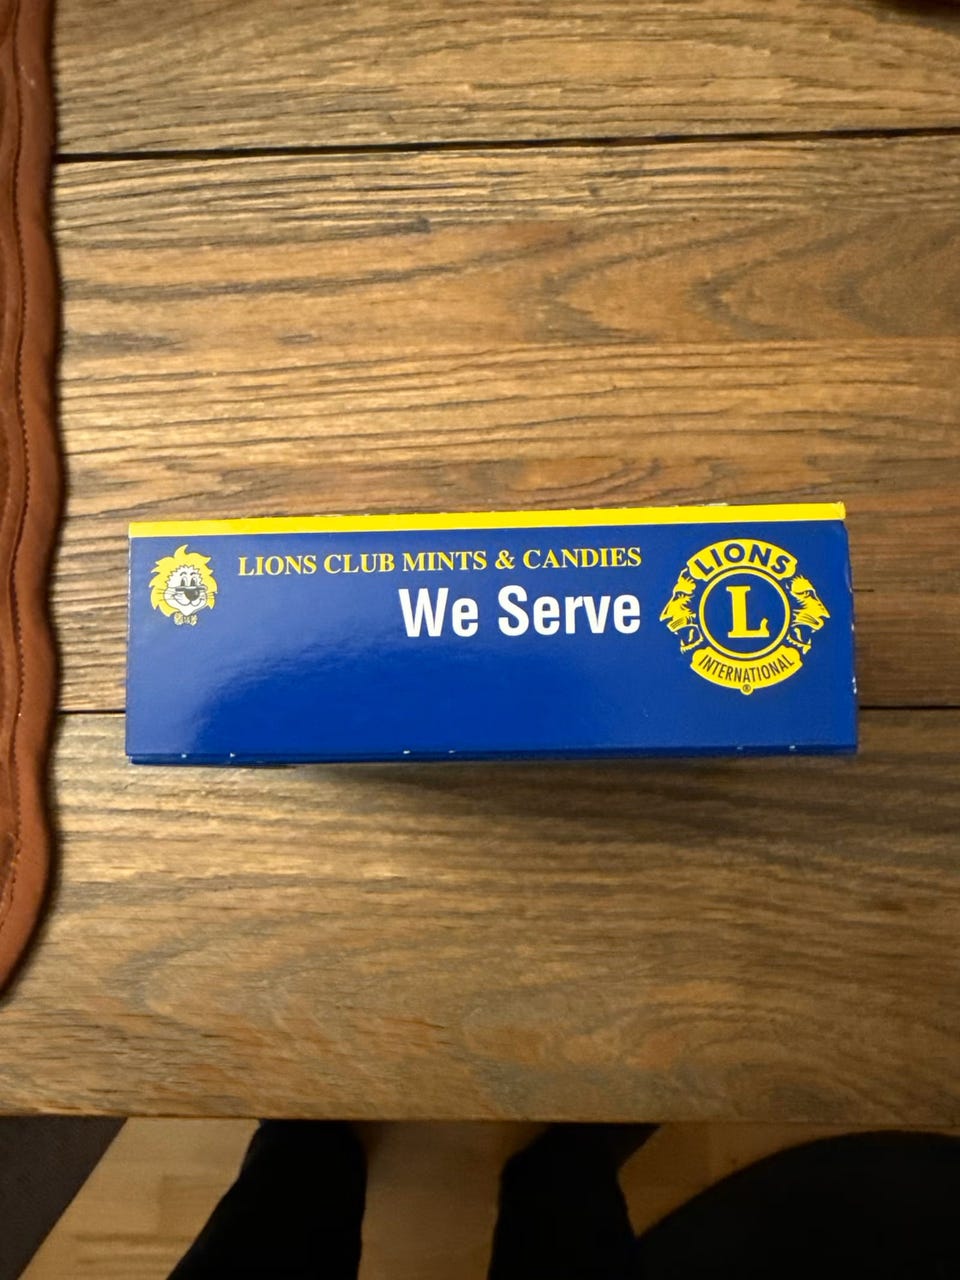 LIONS CLUB MINTS & CANDIES
We Serve
LIONS
L
INTERNATIONAL
®